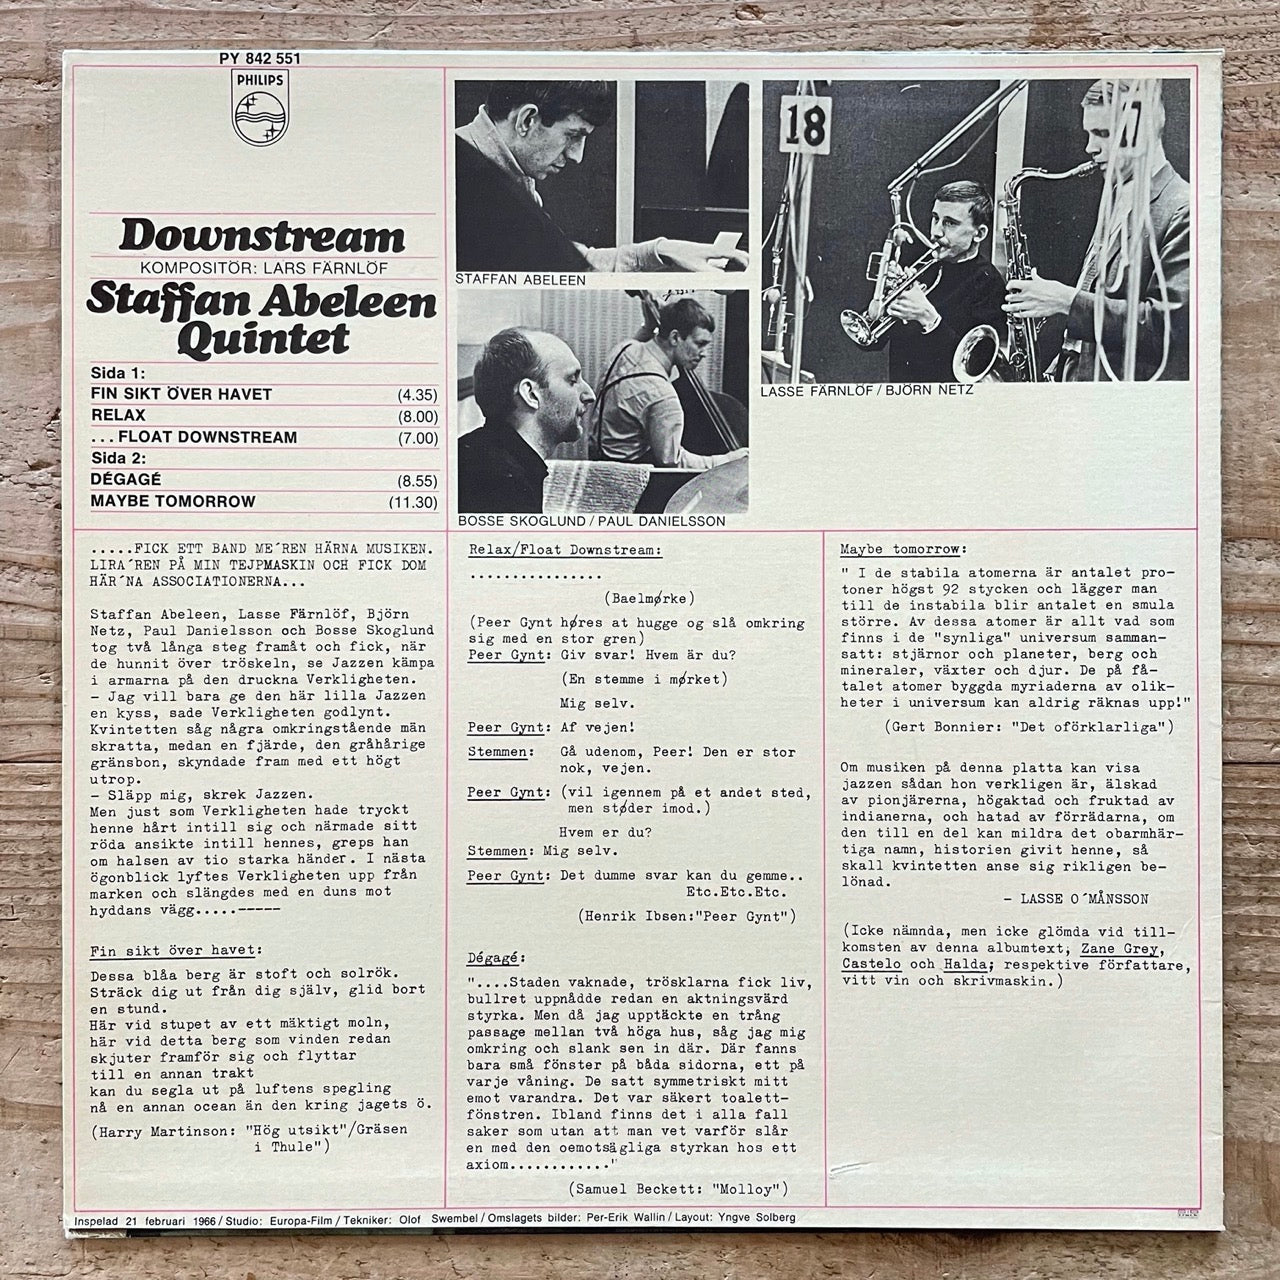 PY 842 551
PHILIPS
Downstream
KOMPOSITÖR: LARS FÄRNLÖF
Staffan Abeleen
Quintet
Sida 1:
FIN SIKT ÖVER HAVET (4.35)
RELAX (8.00)
...FLOAT DOWNSTREAM (7.00)
Sida 2:
DÉGAGÉ (8.55)
MAYBE TOMORROW (11.30)
STAFFAN ABELEEN
BOSSE SKOGLUND / PAUL DANIELSSON
18
17
LASSE FÄRNLÖF / BJÖRN NETZ
.....FICK ETT BAND ME´REN HÄRNA MUSIKEN.
LIRA´REN PÅ MIN TEJPMASKIN OCH FICK DOM
HÄR´NA ASSOCIATIONERNA...
Staffan Abeleen, Lasse Färnlöf, Björn
Netz, Paul Danielsson och Bosse Skoglund
tog två långa steg framåt och fick, när
de hunnit över tröskeln, se Jazzen kämpa
i armarna på den druckna Verkligheten.
- Jag vill bara ge den här lilla Jazzen
en kyss, sade Verkligheten godlynt.
Kvintetten såg några omkringstående män
skratta, medan en fjärde, den gråhårige
gränsbon, skyndade fram med ett högt
utrop.
- Släpp mig, skrek Jazzen.
Men just som Verkligheten hade tryckt
henne hårt intill sig och närmade sitt
röda ansikte intill hennes, greps han
om halsen av tio starka händer. I nästa
ögonblick lyftes Verkligheten upp från
marken och slängdes med en duns mot
hyddans vägg.....-----
Fin sikt över havet:
Dessa blåa berg är stoft och solrök.
Sträck dig ut från dig själv, glid bort
en stund.
Här vid stupet av ett mäktigt moln,
här vid detta berg som vinden redan
skjuter framför sig och flyttar
till en annan trakt
kan du segla ut på luftens spegling
nå en annan ocean än den kring jagets ö.
(Harry Martinson: "Hög utsikt"/Gräsen
i Thule")
Relax/Float Downstream:
................
(Baelmørke)
(Peer Gynt høres at hugge og slå omkring
sig med en stor gren)
Peer Gynt: Giv svar! Hvem är du?
(En stemme i mørket)
Mig selv.
Peer Gynt: Af vejen!
Stemmen: Gå udenom, Peer! Den er stor
nok, vejen.
Peer Gynt: (vil igennem på et andet sted,
men støder imod.)
Hvem er du?
Stemmen: Mig selv.
Peer Gynt: Det dumme svar kan du gemme..
Etc.Etc.Etc.
(Henrik Ibsen:"Peer Gynt")
Dégagé:
"....Staden vaknade, trösklarna fick liv,
bullret uppnådde redan en aktningsvärd
styrka. Men då jag upptäckte en trång
passage mellan två höga hus, såg jag mig
omkring och slank sen in där. Där fanns
bara små fönster på båda sidorna, ett på
varje våning. De satt symmetriskt mitt
emot varandra. Det var säkert toalett-
fönstren. Ibland finns det i alla fall
saker som utan att man vet varför slår
en med den oemotsägliga styrkan hos ett
axiom............"
(Samuel Beckett: "Molloy")
Maybe tomorrow:
" I de stabila atomerna är antalet pro-
toner högst 92 stycken och lägger man
till de instabila blir antalet en smula
större. Av dessa atomer är allt vad som
finns i de "synliga" universum samman-
satt: stjärnor och planeter, berg och
mineraler, växter och djur. De på få-
talet atomer byggda myriaderna av olik-
heter i universum kan aldrig räknas upp!"
(Gert Bonnier: "Det oförklarliga")
Om musiken på denna platta kan visa
jazzen sådan hon verkligen är, älskad
av pionjärerna, högaktad och fruktad av
indianerna, och hatad av förrädarna, om
den till en del kan mildra det obarmhär-
tiga namn, historien givit henne, så
skall kvintetten anse sig rikligen be-
lönad.
- LASSE O´MÅNSSON
(Icke nämnda, men icke glömda vid till-
komsten av denna albumtext, Zane Grey,
Castelo och Halda; respektive författare,
vitt vin och skrivmaskin.)
Inspelad 21 februari 1966 / Studio: Europa-Film / Tekniker: Olof Swembel / Omslagets bilder: Per-Erik Wallin / Layout: Yngve Solberg